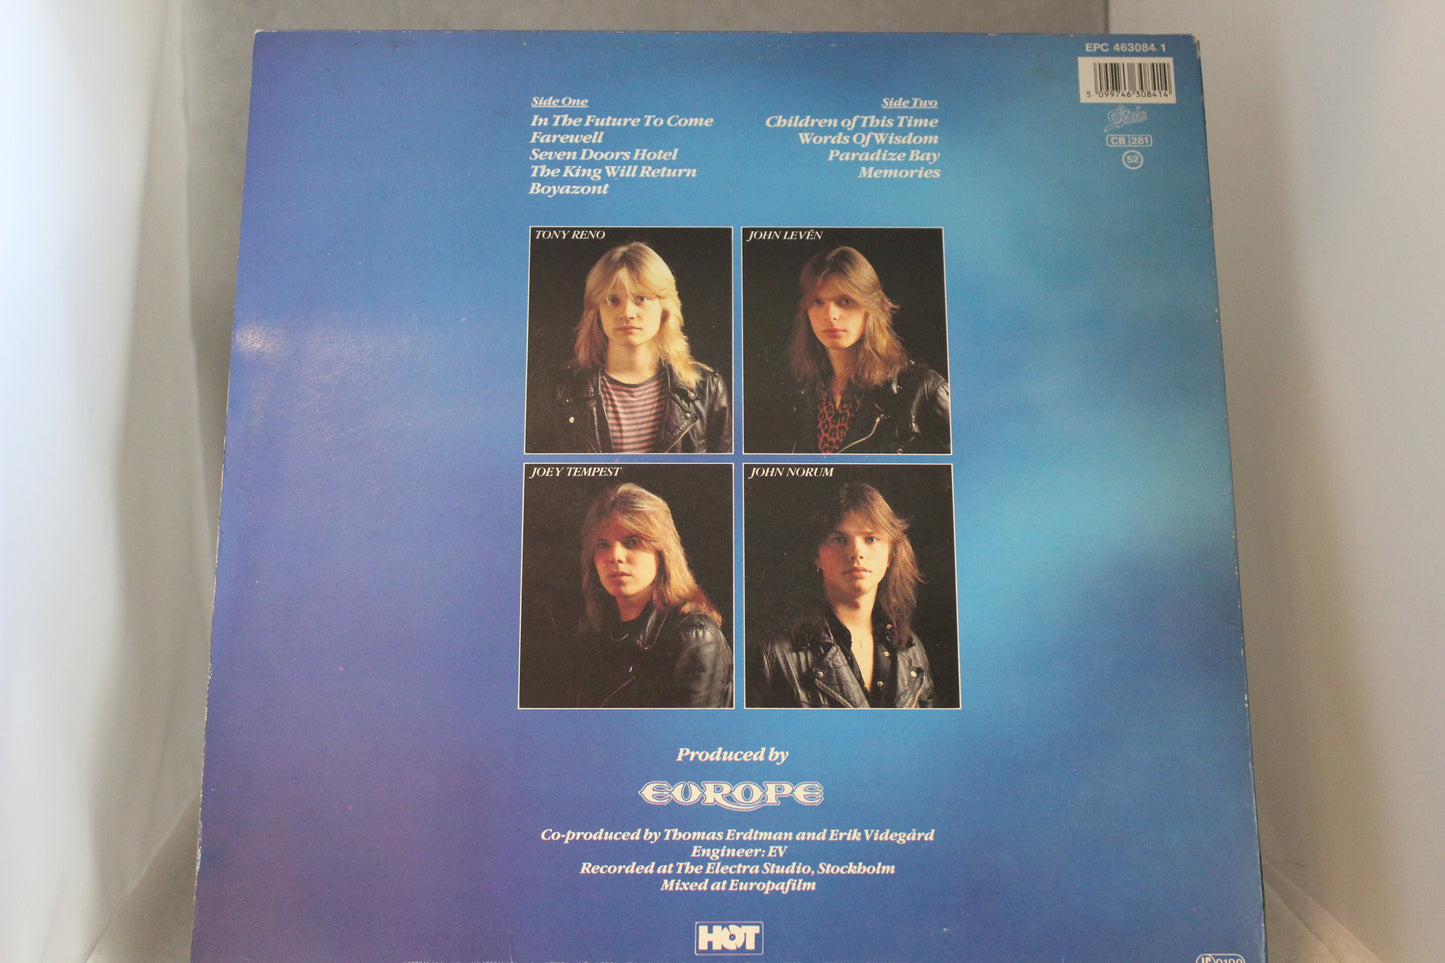 EPC 463084 1
5 099746 308414
Epic
CB 281
52
Side One
In The Future To Come
Farewell
Seven Doors Hotel
The King Will Return
Boyazont
Side Two
Children of This Time
Words Of Wisdom
Paradize Bay
Memories
TONY RENO
JOHN LEVÉN
JOEY TEMPEST
JOHN NORUM
Produced by
EUROPE
Co-produced by Thomas Erdtman and Erik Videgård
Engineer: EV
Recorded at The Electra Studio, Stockholm
Mixed at Europafilm
HOT